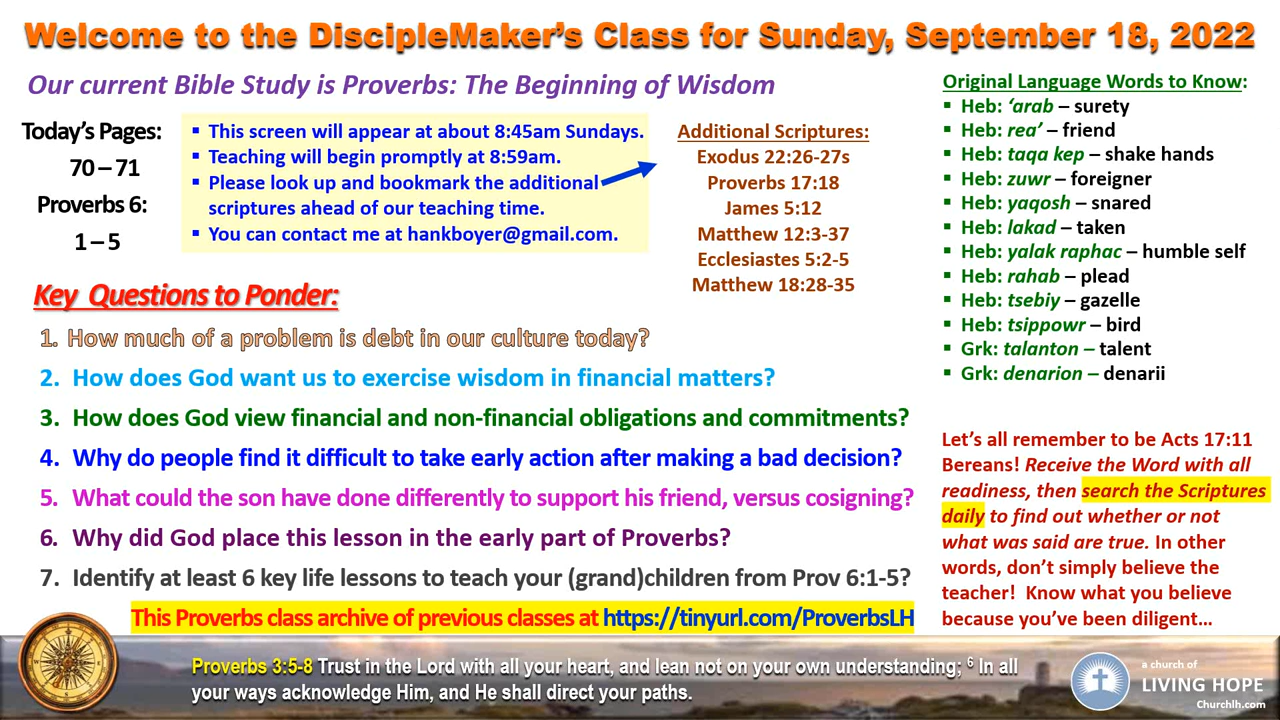 Welcome to the DiscipleMaker's Class for Sunday, September 18, 2022
Our current Bible Study is Proverbs: The Beginning of Wisdom
Today's Pages:
70 – 71
Proverbs 6:
1 – 5
▪ This screen will appear at about 8:45am Sundays.
▪ Teaching will begin promptly at 8:59am.
▪ Please look up and bookmark the additional
scriptures ahead of our teaching time.
▪ You can contact me at hankboyer@gmail.com.
Additional Scriptures:
Exodus 22:26-27s
Proverbs 17:18
James 5:12
Matthew 12:3-37
Ecclesiastes 5:2-5
Matthew 18:28-35
Original Language Words to Know:
▪ Heb: ‘arab – surety
▪ Heb: rea’ – friend
▪ Heb: taqa kep – shake hands
▪ Heb: zuwr – foreigner
▪ Heb: yaqosh – snared
▪ Heb: lakad – taken
▪ Heb: yalak raphac – humble self
▪ Heb: rahab – plead
▪ Heb: tsebiy – gazelle
▪ Heb: tsippowr – bird
▪ Grk: talanton – talent
▪ Grk: denarion – denarii
Key Questions to Ponder:
1. How much of a problem is debt in our culture today?
2. How does God want us to exercise wisdom in financial matters?
3. How does God view financial and non-financial obligations and commitments?
4. Why do people find it difficult to take early action after making a bad decision?
5. What could the son have done differently to support his friend, versus cosigning?
6. Why did God place this lesson in the early part of Proverbs?
7. Identify at least 6 key life lessons to teach your (grand)children from Prov 6:1-5?
This Proverbs class archive of previous classes at https://tinyurl.com/ProverbsLH
Let's all remember to be Acts 17:11
Bereans! Receive the Word with all
readiness, then search the Scriptures
daily to find out whether or not
what was said are true. In other
words, don't simply believe the
teacher! Know what you believe
because you've been diligent…
Proverbs 3:5-8 Trust in the Lord with all your heart, and lean not on your own understanding; 6 In all
your ways acknowledge Him, and He shall direct your paths.
a church of
LIVING HOPE
Churchlh.com